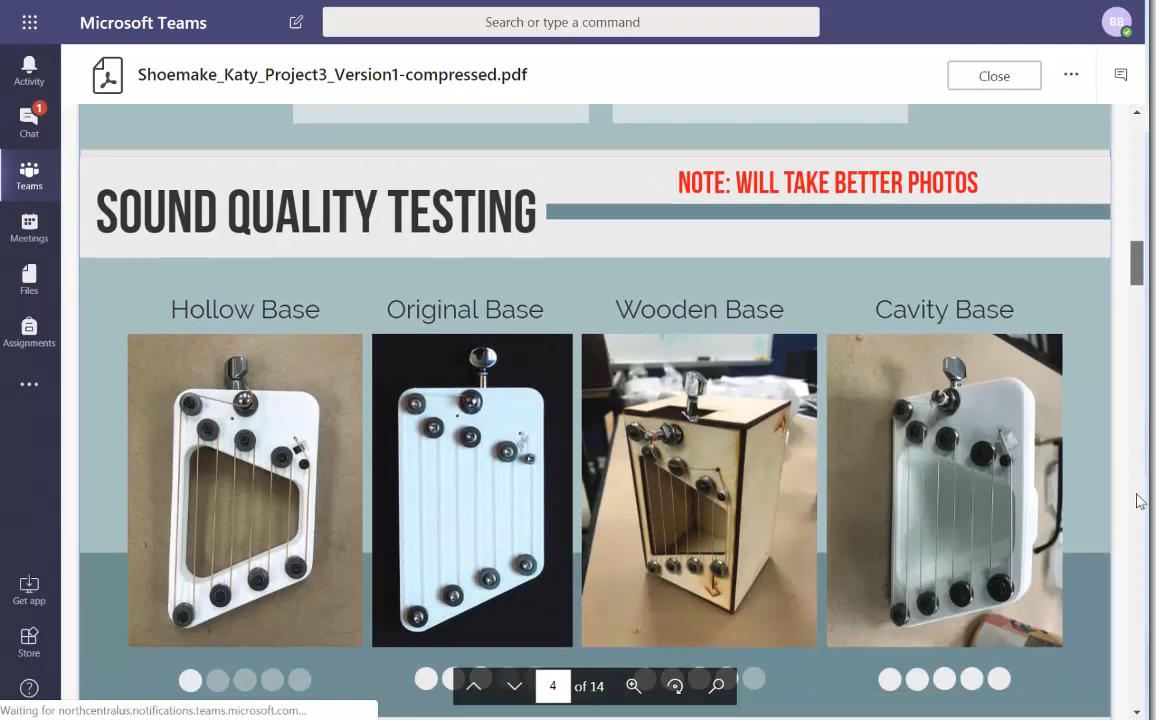 Microsoft Teams
Search or type a command
BB
Activity
Shoemake_Katy_Project3_Version1-compressed.pdf
Close
1
Chat
Teams
Meetings
Files
Assignments
Get app
Store
NOTE: WILL TAKE BETTER PHOTOS
SOUND QUALITY TESTING
Hollow Base
Original Base
Wooden Base
Cavity Base
4 of 14
Waiting for northcentralus.notifications.teams.microsoft.com...